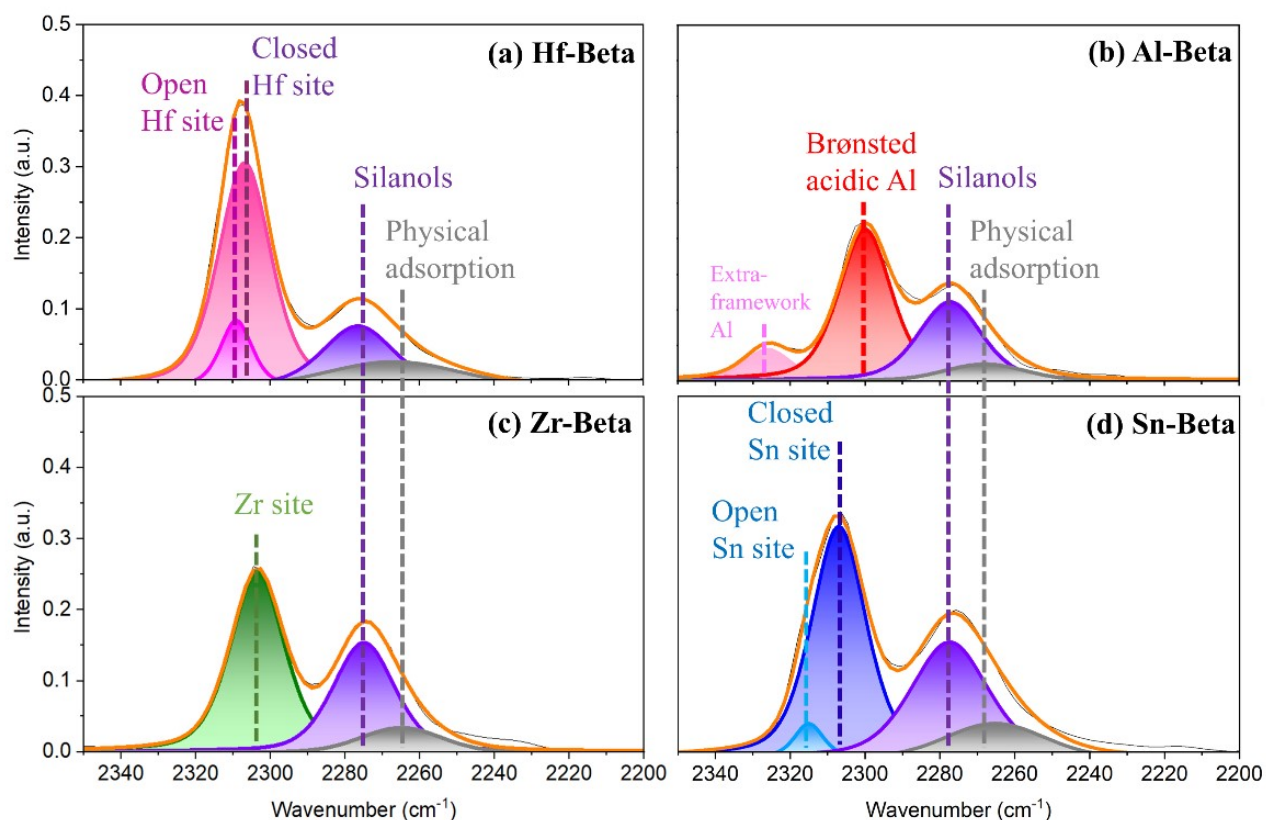 (a) Hf-Beta
Closed
Hf site
Open
Hf site
Silanols
Physical
adsorption
Intensity (a.u.)
0.5
0.4
0.3
0.2
0.1
0.0
(b) Al-Beta
Brønsted
acidic Al
Silanols
Physical
adsorption
Extra-
framework
Al
(c) Zr-Beta
Zr site
Intensity (a.u.)
0.5
0.4
0.3
0.2
0.1
0.0
2340 2320 2300 2280 2260 2240 2220 2200
Wavenumber (cm-1)
(d) Sn-Beta
Closed
Sn site
Open
Sn site
2340 2320 2300 2280 2260 2240 2220 2200
Wavenumber (cm-1)